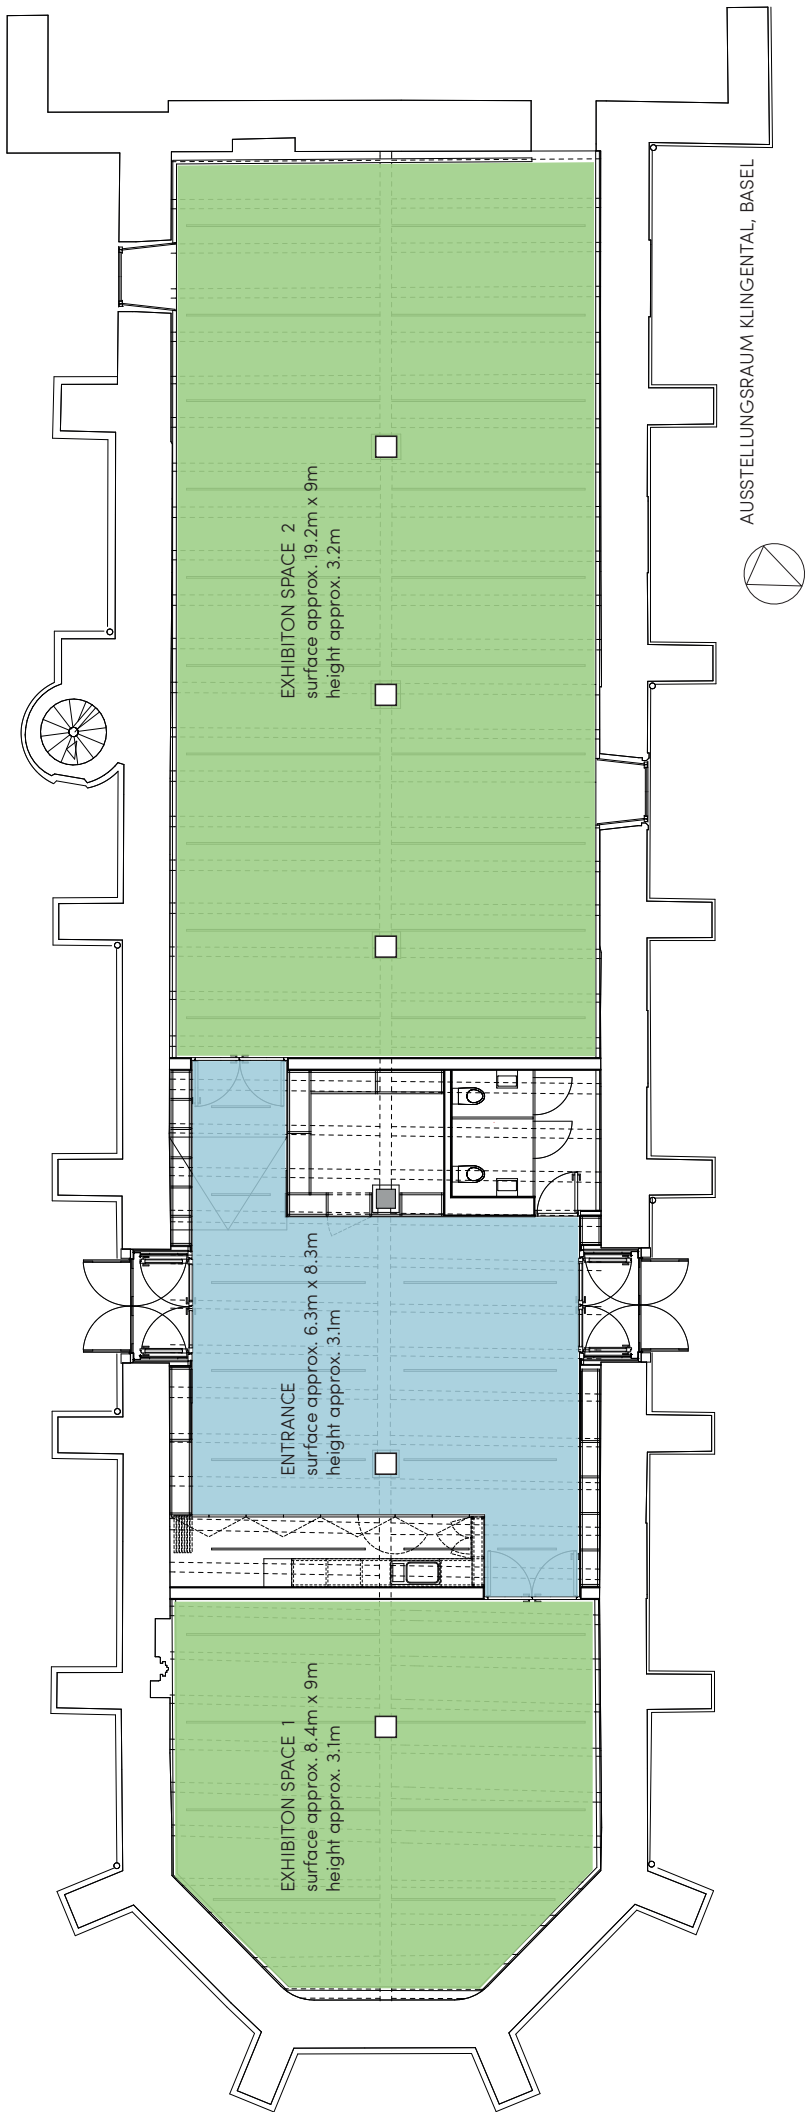 EXHIBITON SPACE 1
surface approx. 8.4m x 9m
height approx. 3.1m
ENTRANCE
surface approx. 6.3m x 8.3m
height approx. 3.1m
EXHIBITON SPACE 2
surface approx. 19.2m x 9m
height approx. 3.2m
AUSSTELLUNGSRAUM KLINGENTAL, BASEL